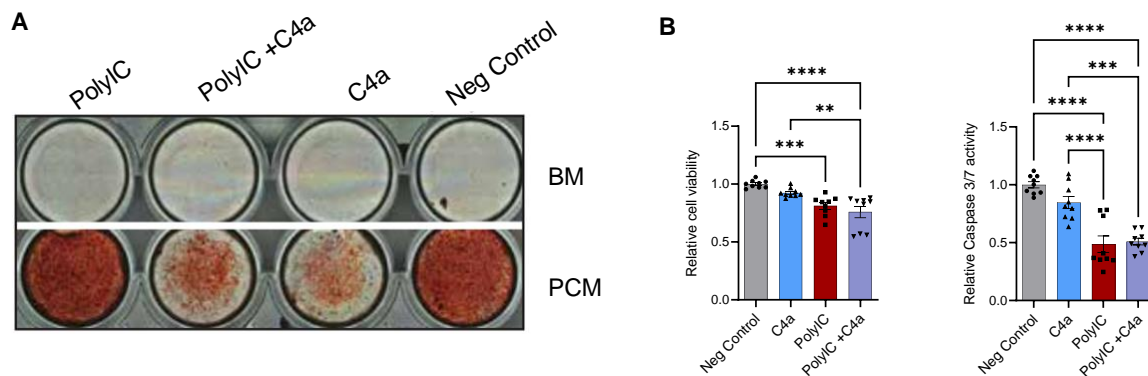 A
PolyIC
PolyIC +C4a
C4a
Neg Control
BM
PCM
B
****
**
***
Relative cell viability
1.5
1.0
0.5
0.0
Neg Control
C4a
PolyIC
PolyIC +C4a
****
***
****
****
Relative Caspase 3/7 activity
1.5
1.0
0.5
0.0
Neg Control
C4a
PolyIC
PolyIC +C4a